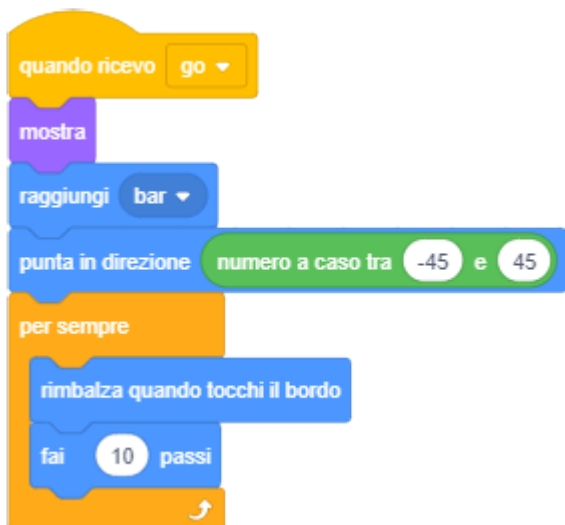 quando ricevo go
mostra
raggiungi bar
punta in direzione numero a caso tra -45 e 45
per sempre
rimbalza quando tocchi il bordo
fai 10 passi